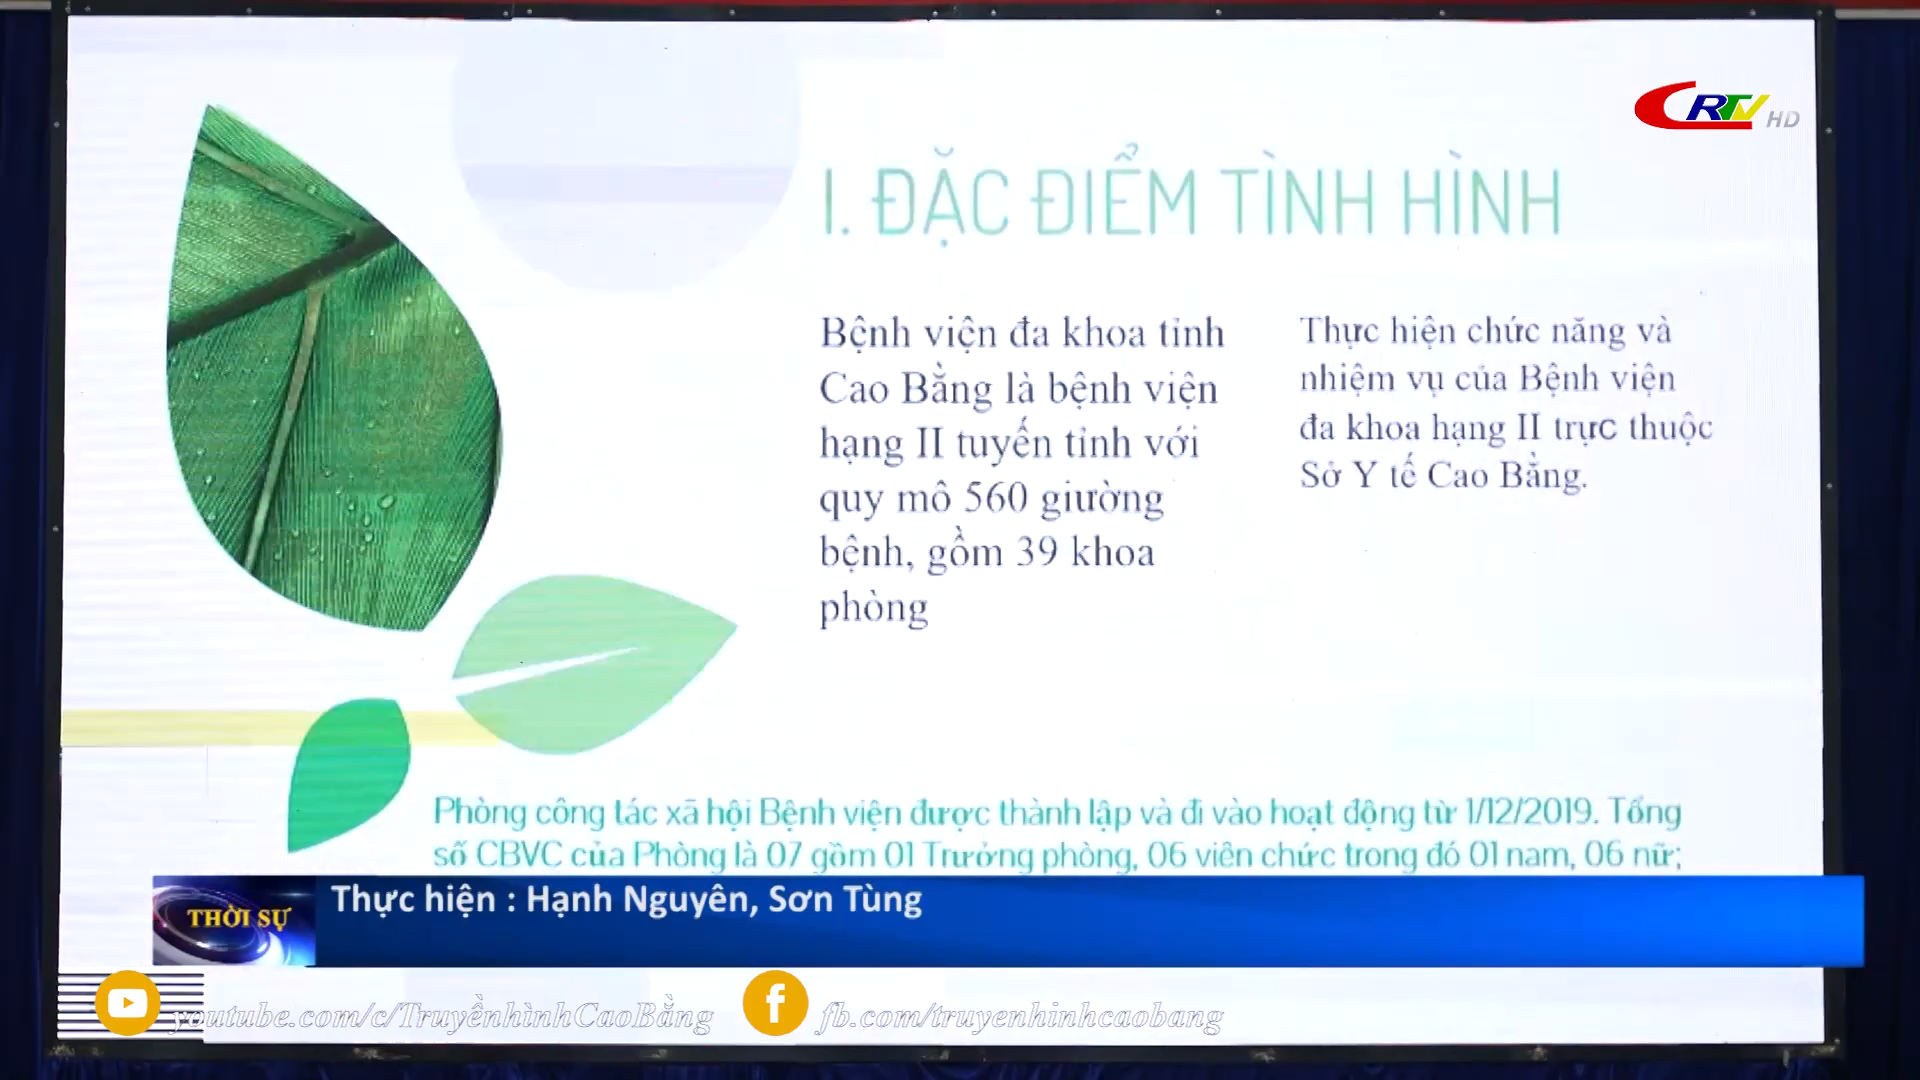 CRTV HD
I. ĐẶC ĐIỂM TÌNH HÌNH
Bệnh viện đa khoa tỉnh
Cao Bằng là bệnh viện
hạng II tuyến tỉnh với
quy mô 560 giường
bệnh, gồm 39 khoa
phòng
Thực hiện chức năng và
nhiệm vụ của Bệnh viện
đa khoa hạng II trực thuộc
Sở Y tế Cao Bằng.
Phòng công tác xã hội Bệnh viện được thành lập và đi vào hoạt động từ 1/12/2019. Tổng
số CBVC của Phòng là 07 gồm 01 Trưởng phòng, 06 viên chức trong đó 01 nam, 06 nữ;
THỜI SỰ
Thực hiện : Hạnh Nguyên, Sơn Tùng
youtube.com/c/TruyềnhìnhCaoBằng
fb.com/truyenhinhcaobang